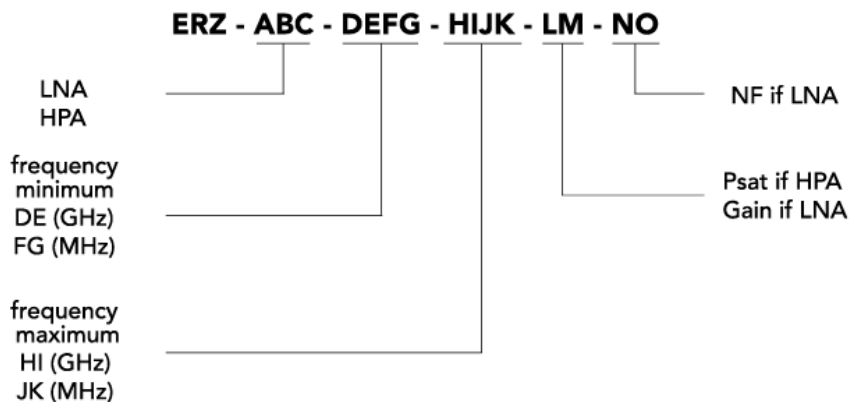 ERZ - ABC - DEFG - HIJK - LM - NO
LNA
HPA
frequency
minimum
DE (GHz)
FG (MHz)
frequency
maximum
HI (GHz)
JK (MHz)
NF if LNA
Psat if HPA
Gain if LNA